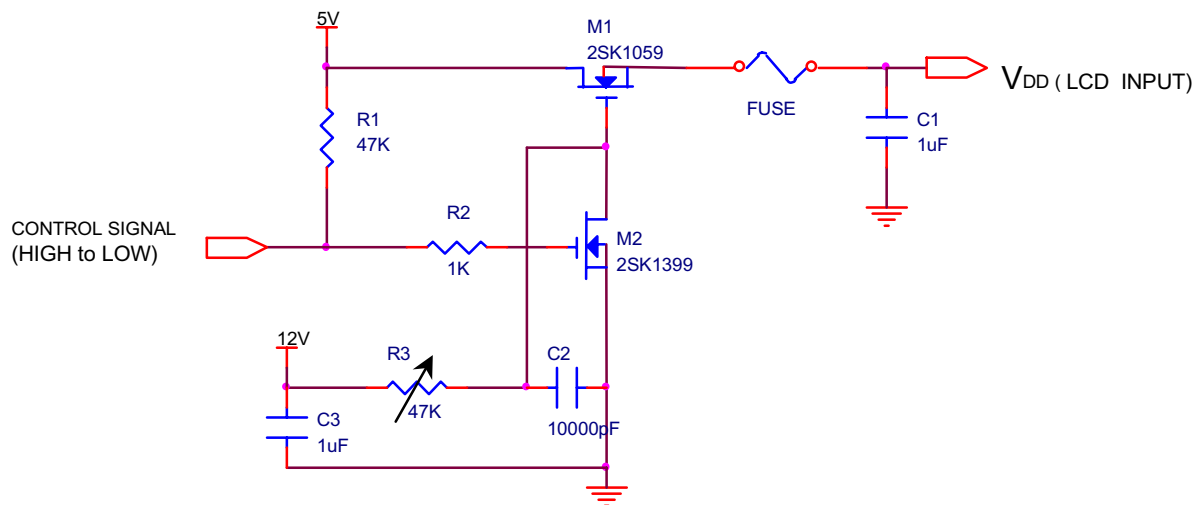 5V
M1
2SK1059
VDD ( LCD INPUT)
FUSE
R1
47K
C1
1uF
CONTROL SIGNAL
(HIGH to LOW)
R2
1K
M2
2SK1399
12V
R3
47K
C2
10000pF
C3
1uF